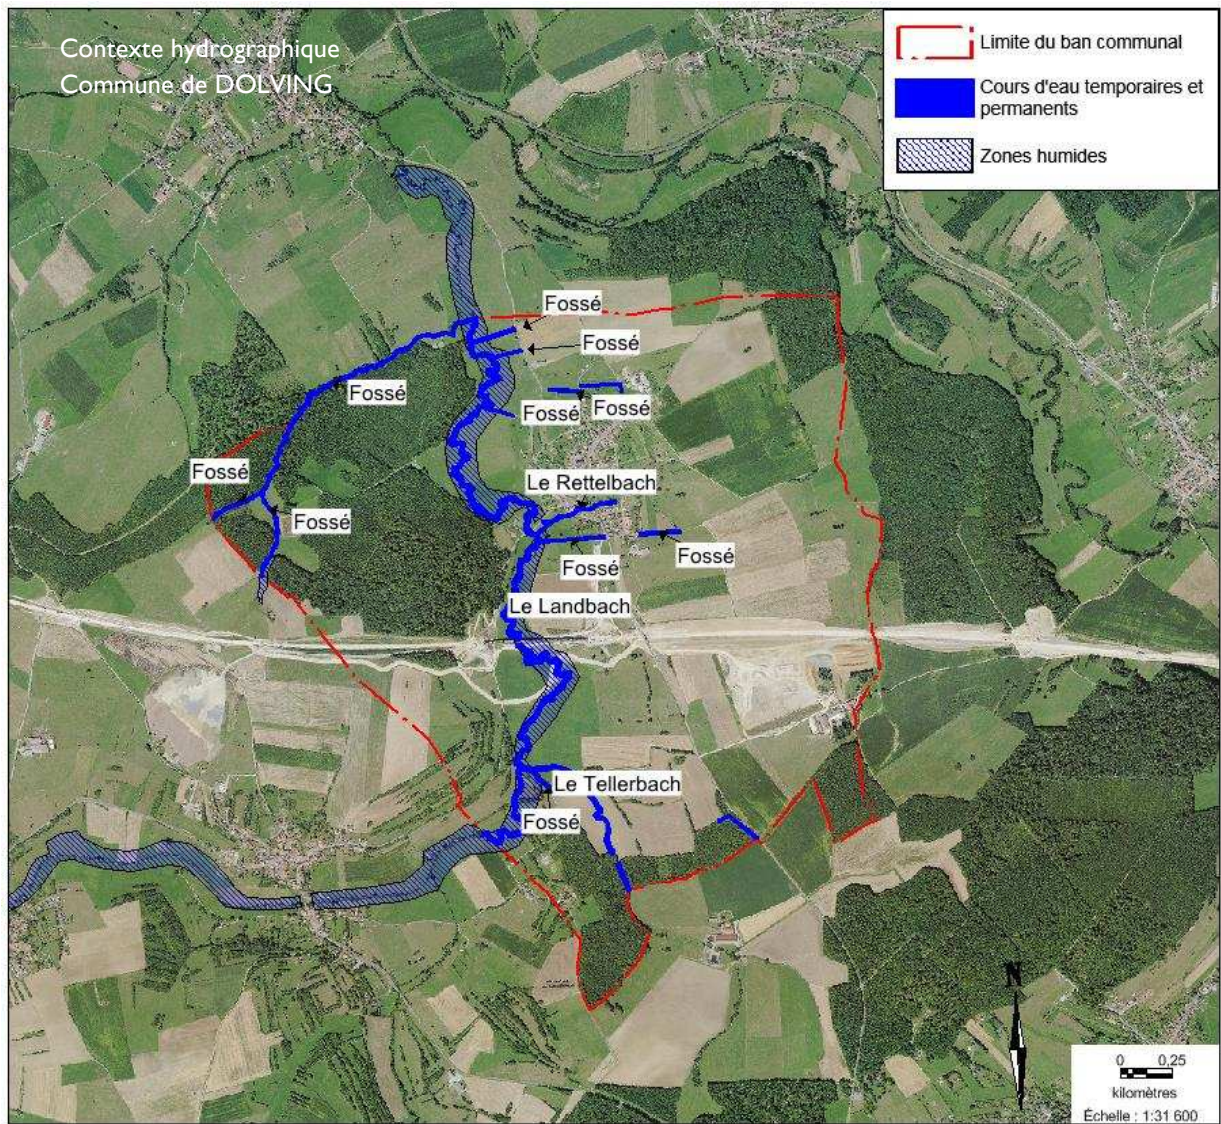 Contexte hydrographique
Commune de DOLVING
Limite du ban communal
Cours d'eau temporaires et
permanents
Zones humides
Fossé
Fossé
Fossé
Fossé
Fossé
Fossé
Le Rettelbach
Fossé
Fossé
Fossé
Le Landbach
Le Tellerbach
Fossé
N
0 0,25
kilomètres
Échelle : 1:31 600